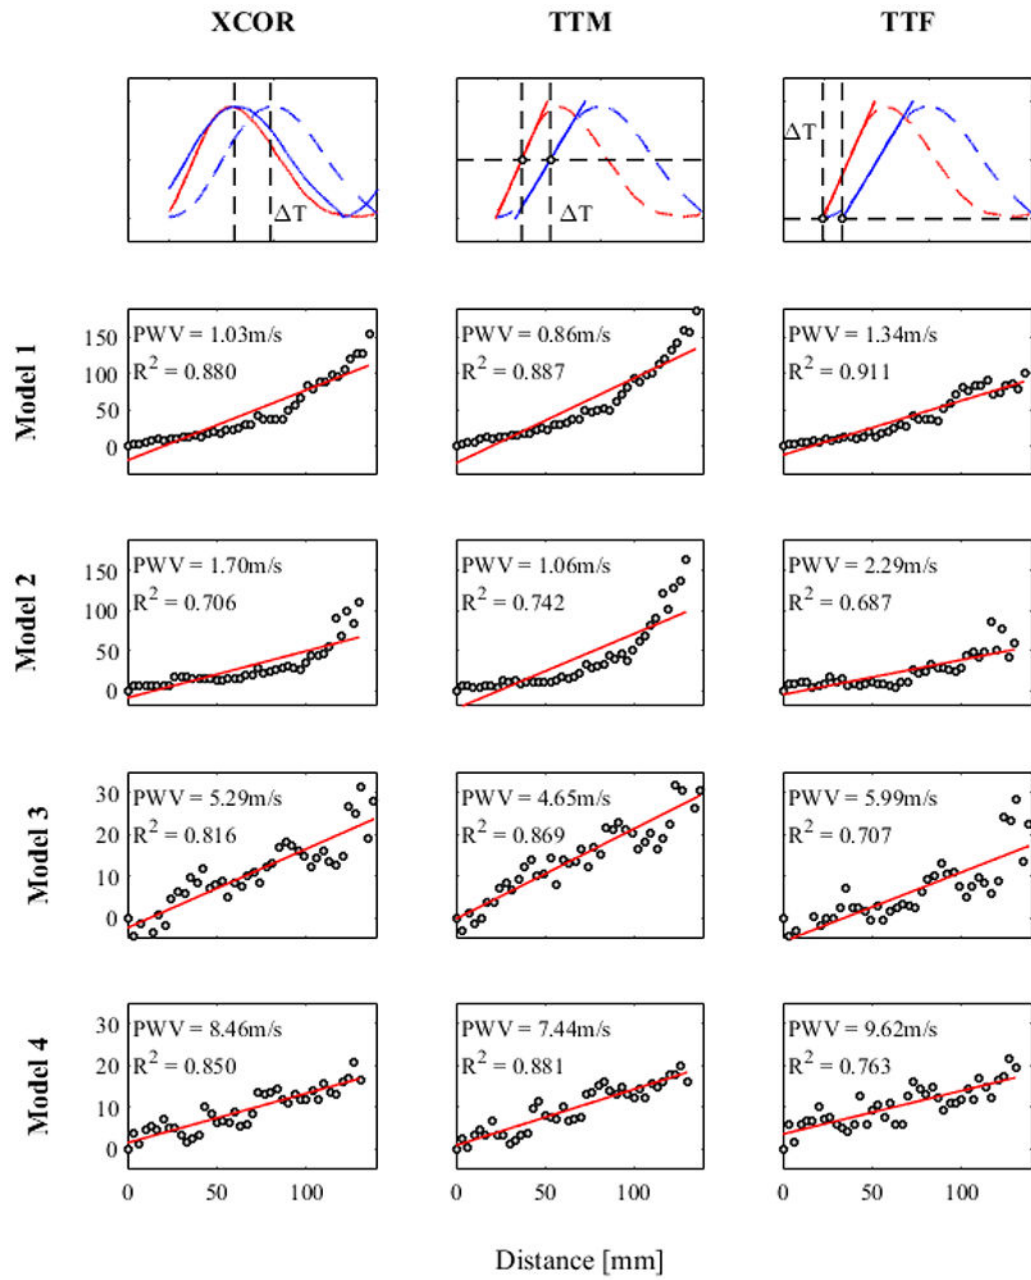 XCOR TTM TTF
ΔT ΔT ΔT
Model 1
150
100
50
0
PWV = 1.03m/s
R² = 0.880
PWV = 0.86m/s
R² = 0.887
PWV = 1.34m/s
R² = 0.911
Model 2
150
100
50
0
PWV = 1.70m/s
R² = 0.706
PWV = 1.06m/s
R² = 0.742
PWV = 2.29m/s
R² = 0.687
Model 3
30
20
10
0
PWV = 5.29m/s
R² = 0.816
PWV = 4.65m/s
R² = 0.869
PWV = 5.99m/s
R² = 0.707
Model 4
30
20
10
0
PWV = 8.46m/s
R² = 0.850
PWV = 7.44m/s
R² = 0.881
PWV = 9.62m/s
R² = 0.763
0 50 100 0 50 100 0 50 100
Distance [mm]